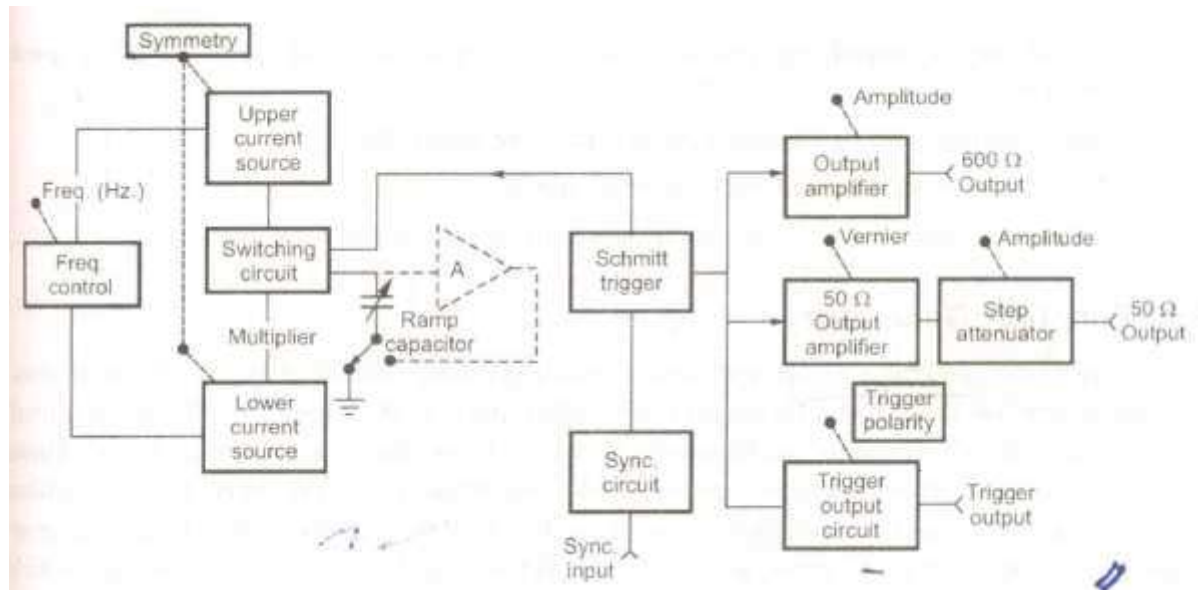 Symmetry
Upper
current
source
Freq. (Hz.)
Freq.
control
Switching
circuit
Multiplier
Lower
current
source
A
Ramp
capacitor
Schmitt
trigger
Sync.
circuit
Sync.
input
Amplitude
Output
amplifier
600 Ω
Output
Vernier
50 Ω
Output
amplifier
Amplitude
Step
attenuator
50 Ω
Output
Trigger
polarity
Trigger
output
circuit
Trigger
output